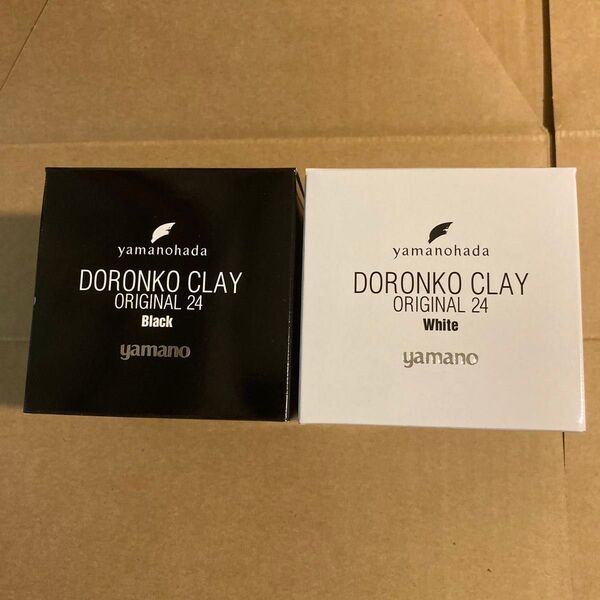 yamanohada
DORONKO CLAY
ORIGINAL 24
Black
yamano
yamanohada
DORONKO CLAY
ORIGINAL 24
White
yamano